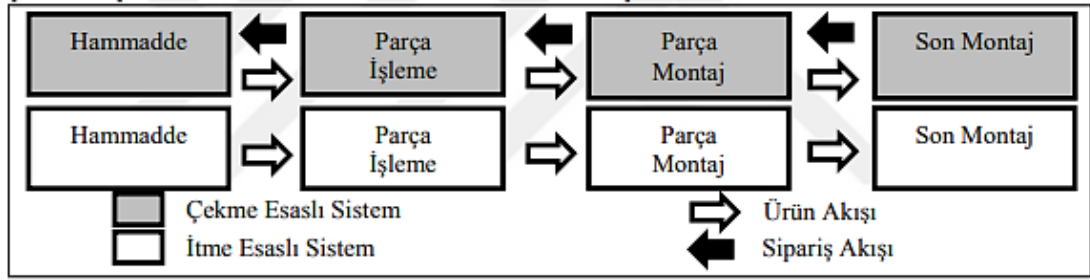 Hammadde
Parça
İşleme
Parça
Montaj
Son Montaj
Hammadde
Parça
İşleme
Parça
Montaj
Son Montaj
Çekme Esaslı Sistem
Ürün Akışı
İtme Esaslı Sistem
Sipariş Akışı